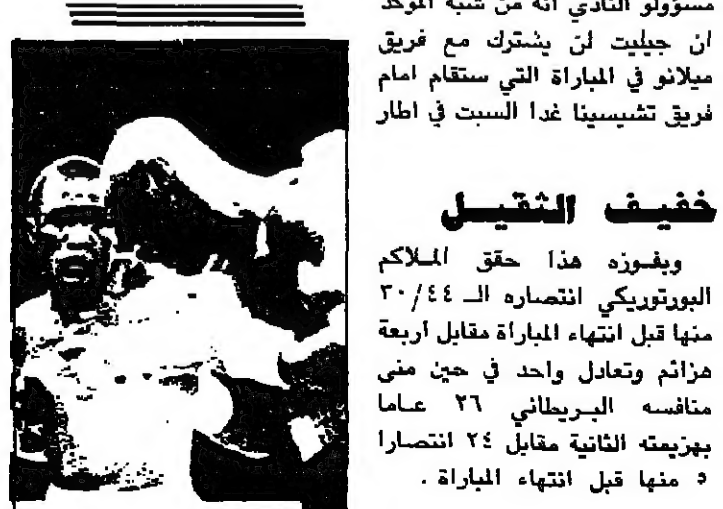 مسؤولو النادي انه من شبه المؤكد
ان جيليت لن يشترك مع فريق
ميلانو في المباراة التي ستقام امام
فريق تشيسينا غدا السبت في اطار
خفيف الثقيل
وبفوزه هذا حقق الملاكم
البورتوريكي انتصاره الـ ٣٠/٤٤
منها قبل انتهاء المباراة مقابل اربعة
هزائم وتعادل واحد في حين منى
منافسه البريطاني ٢٦ عاما
بهزيمته الثانية مقابل ٢٤ انتصارا
٥ منها قبل انتهاء المباراة .